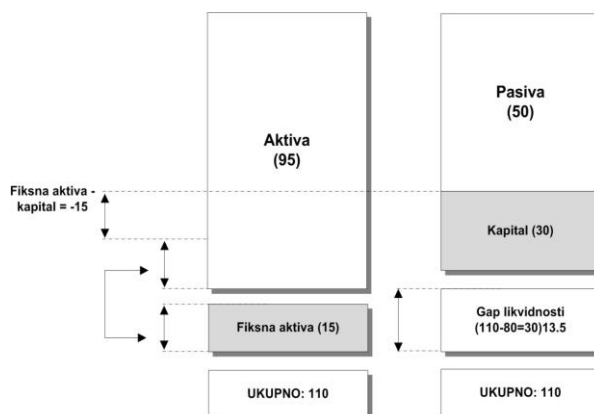 Aktiva
(95)
Pasiva
(50)
Fiksna aktiva -
kapital = -15
Kapital (30)
Fiksna aktiva (15)
Gap likvidnosti
(110-80=30)13.5
UKUPNO: 110
UKUPNO: 110